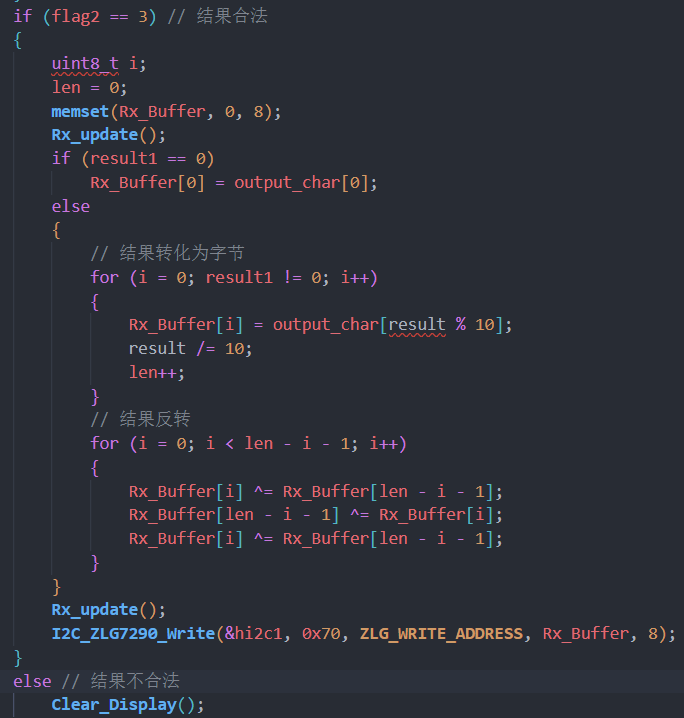 if (flag2 == 3) // 结果合法
{
uint8_t i;
len = 0;
memset(Rx_Buffer, 0, 8);
Rx_update();
if (result1 == 0)
Rx_Buffer[0] = output_char[0];
else
{
// 结果转化为字节
for (i = 0; result1 != 0; i++)
{
Rx_Buffer[i] = output_char[result % 10];
result /= 10;
len++;
}
// 结果反转
for (i = 0; i < len - i - 1; i++)
{
Rx_Buffer[i] ^= Rx_Buffer[len - i - 1];
Rx_Buffer[len - i - 1] ^= Rx_Buffer[i];
Rx_Buffer[i] ^= Rx_Buffer[len - i - 1];
}
}
Rx_update();
I2C_ZLG7290_Write(&hi2c1, 0x70, ZLG_WRITE_ADDRESS, Rx_Buffer, 8);
}
else // 结果不合法
Clear_Display();